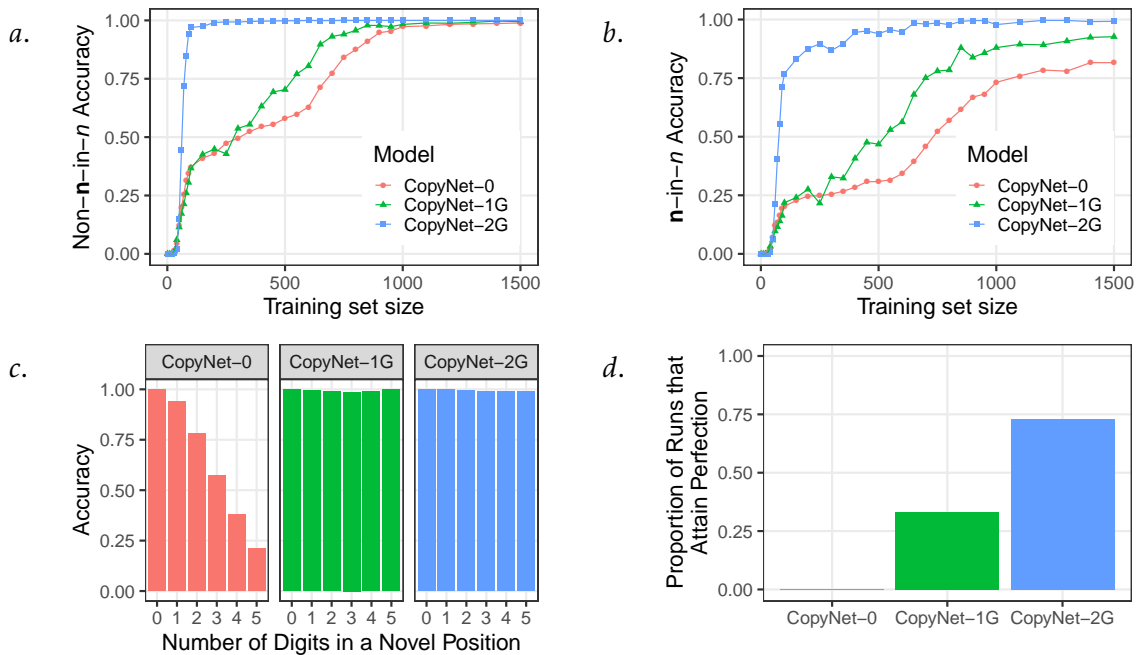 a.
Non−n−in−n Accuracy
1.00
0.75
0.50
0.25
0.00
0
500
1000
1500
Training set size
Model
CopyNet−0
CopyNet−1G
CopyNet−2G
b.
n−in−n Accuracy
1.00
0.75
0.50
0.25
0.00
0
500
1000
1500
Training set size
Model
CopyNet−0
CopyNet−1G
CopyNet−2G
c.
CopyNet−0
CopyNet−1G
CopyNet−2G
Accuracy
1.00
0.75
0.50
0.25
0.00
0 1 2 3 4 5
0 1 2 3 4 5
0 1 2 3 4 5
Number of Digits in a Novel Position
d.
Proportion of Runs that
Attain Perfection
1.00
0.75
0.50
0.25
0.00
CopyNet−0
CopyNet−1G
CopyNet−2G